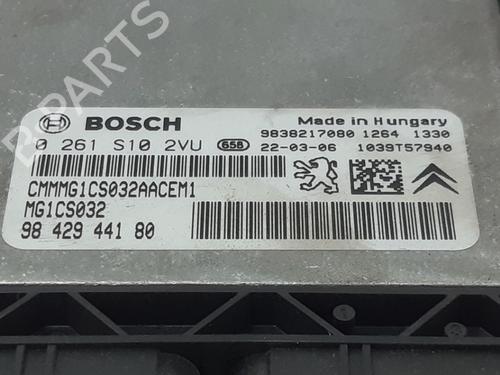 BOSCH
Made in Hungary
9838217080 1264 1330
0 261 S10 2VU 658 22-03-06 1039T57940
CMMMG1CS032AACEM1
MG1CS032
98 429 441 80
B-PARTS